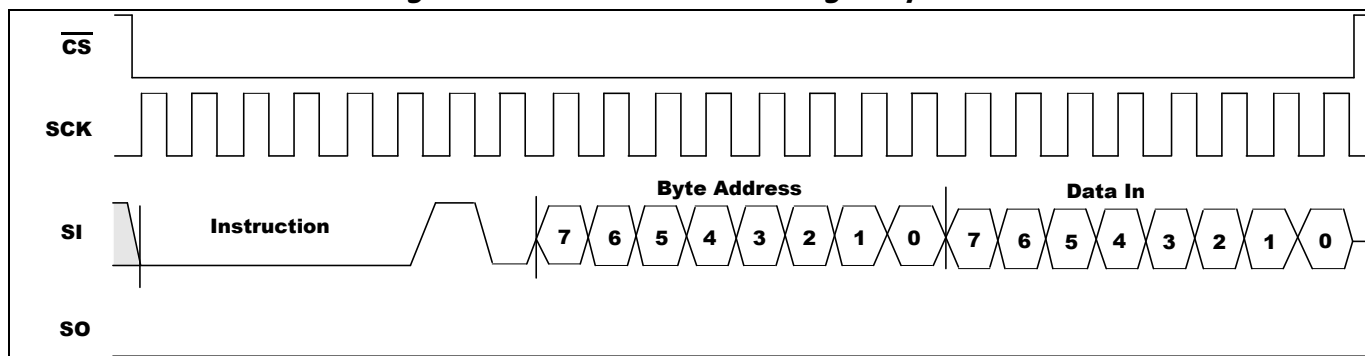 CS
SCK
Byte Address
Data In
SI
Instruction
7 6 5 4 3 2 1 0 7 6 5 4 3 2 1 0
SO